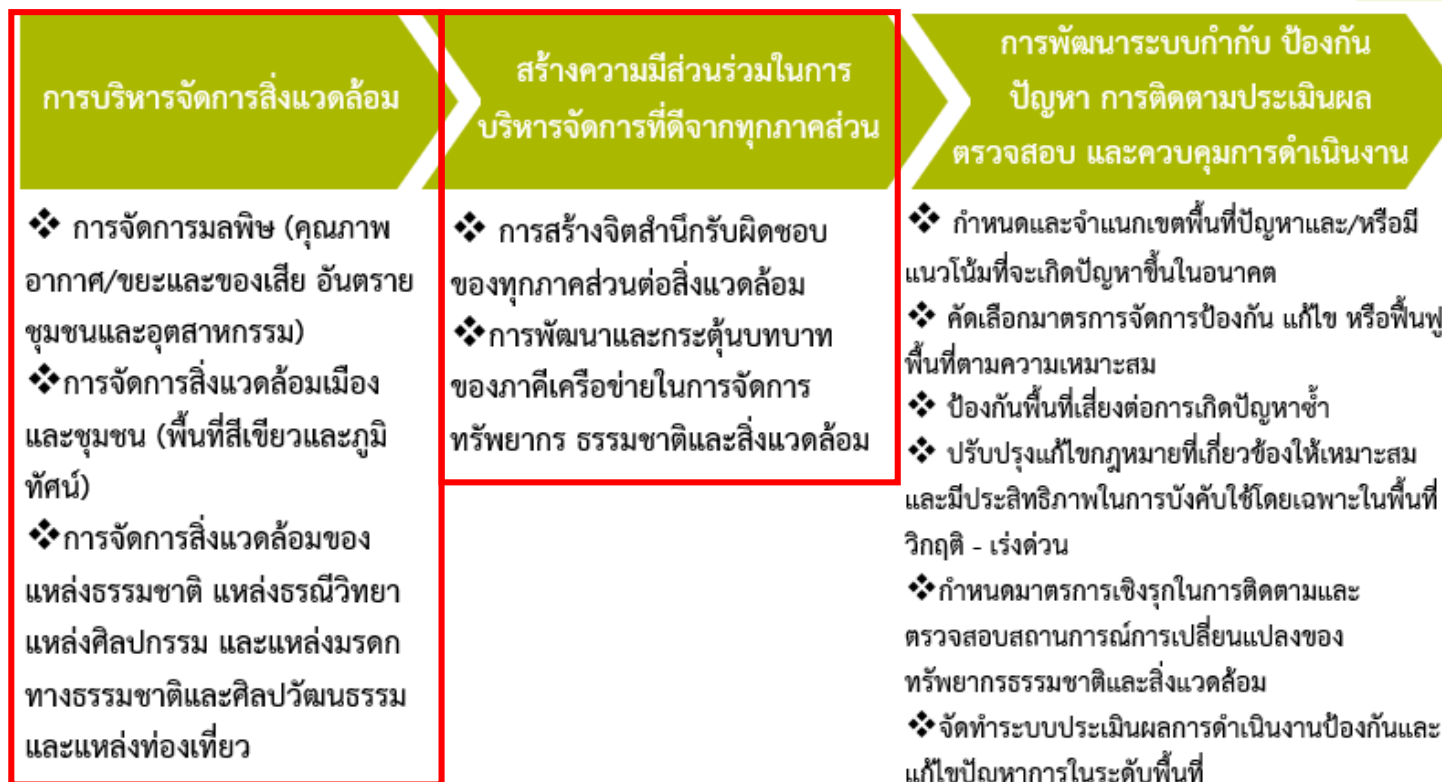 การบริหารจัดการสิ่งแวดล้อม
❖ การจัดการมลพิษ (คุณภาพ
อากาศ/ขยะและของเสีย อันตราย
ชุมชนและอุตสาหกรรม)
❖การจัดการสิ่งแวดล้อมเมือง
และชุมชน (พื้นที่สีเขียวและภูมิ
ทัศน์)
❖การจัดการสิ่งแวดล้อมของ
แหล่งธรรมชาติ แหล่งธรณีวิทยา
แหล่งศิลปกรรม และแหล่งมรดก
ทางธรรมชาติและศิลปวัฒนธรรม
และแหล่งท่องเที่ยว
สร้างความมีส่วนร่วมในการ
บริหารจัดการที่ดีจากทุกภาคส่วน
❖ การสร้างจิตสำนึกรับผิดชอบ
ของทุกภาคส่วนต่อสิ่งแวดล้อม
❖การพัฒนาและกระตุ้นบทบาท
ของภาคีเครือข่ายในการจัดการ
ทรัพยากร ธรรมชาติและสิ่งแวดล้อม
การพัฒนาระบบกำกับ ป้องกัน
ปัญหา การติดตามประเมินผล
ตรวจสอบ และควบคุมการดำเนินงาน
❖ กำหนดและจำแนกเขตพื้นที่ปัญหาและ/หรือมี
แนวโน้มที่จะเกิดปัญหาขึ้นในอนาคต
❖ คัดเลือกมาตรการจัดการป้องกัน แก้ไข หรือฟื้นฟู
พื้นที่ตามความเหมาะสม
❖ ป้องกันพื้นที่เสี่ยงต่อการเกิดปัญหาซ้ำ
❖ ปรับปรุงแก้ไขกฎหมายที่เกี่ยวข้องให้เหมาะสม
และมีประสิทธิภาพในการบังคับใช้โดยเฉพาะในพื้นที่
วิกฤติ - เร่งด่วน
❖กำหนดมาตรการเชิงรุกในการติดตามและ
ตรวจสอบสถานการณ์การเปลี่ยนแปลงของ
ทรัพยากรธรรมชาติและสิ่งแวดล้อม
❖จัดทำระบบประเมินผลการดำเนินงานป้องกันและ
แก้ไขปัญหาการในระดับพื้นที่